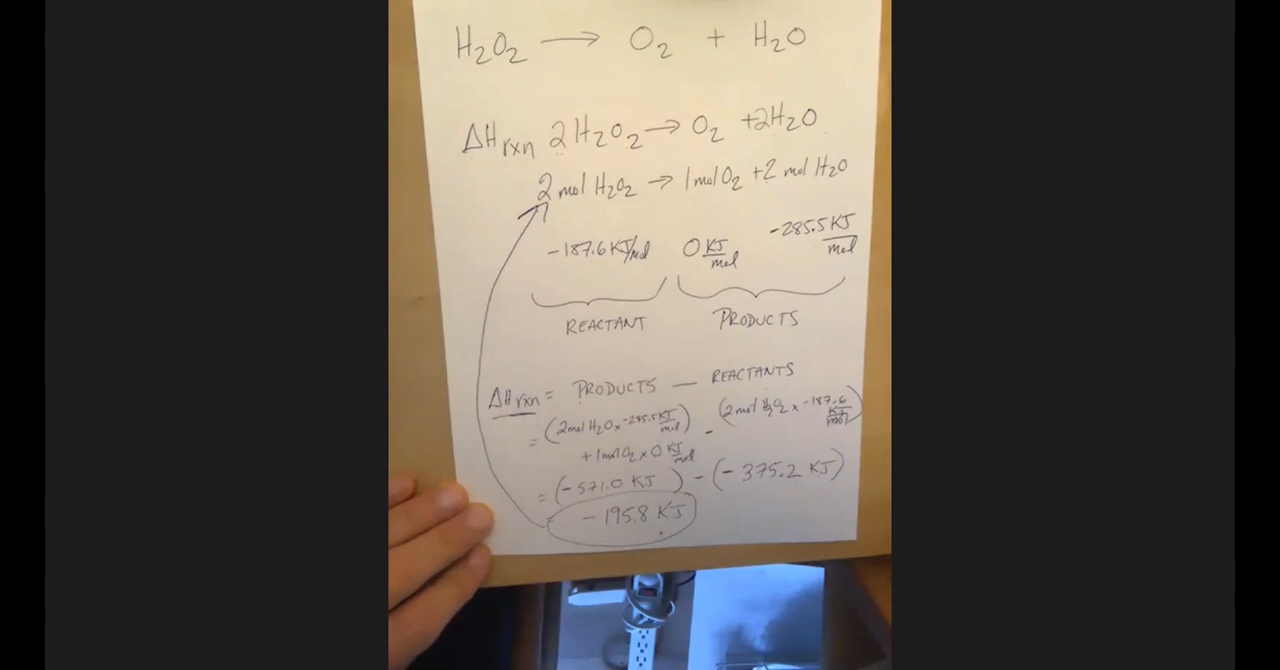 H₂O₂ → O₂ + H₂O
ΔHrxn 2H₂O₂ → O₂ +2H₂O
2 mol H₂O₂ → 1 mol O₂ + 2 mol H₂O
-187.6 KJ/mol 0 KJ/mol -285.5 KJ/mol
REACTANT PRODUCTS
ΔHrxn = PRODUCTS — REACTANTS
= (2 mol H₂O × -285.5 KJ/mol) - (2 mol H₂O₂ × -187.6 KJ/mol)
+ 1 mol O₂ × 0 KJ/mol
= (-571.0 KJ) - (-375.2 KJ)
-195.8 KJ